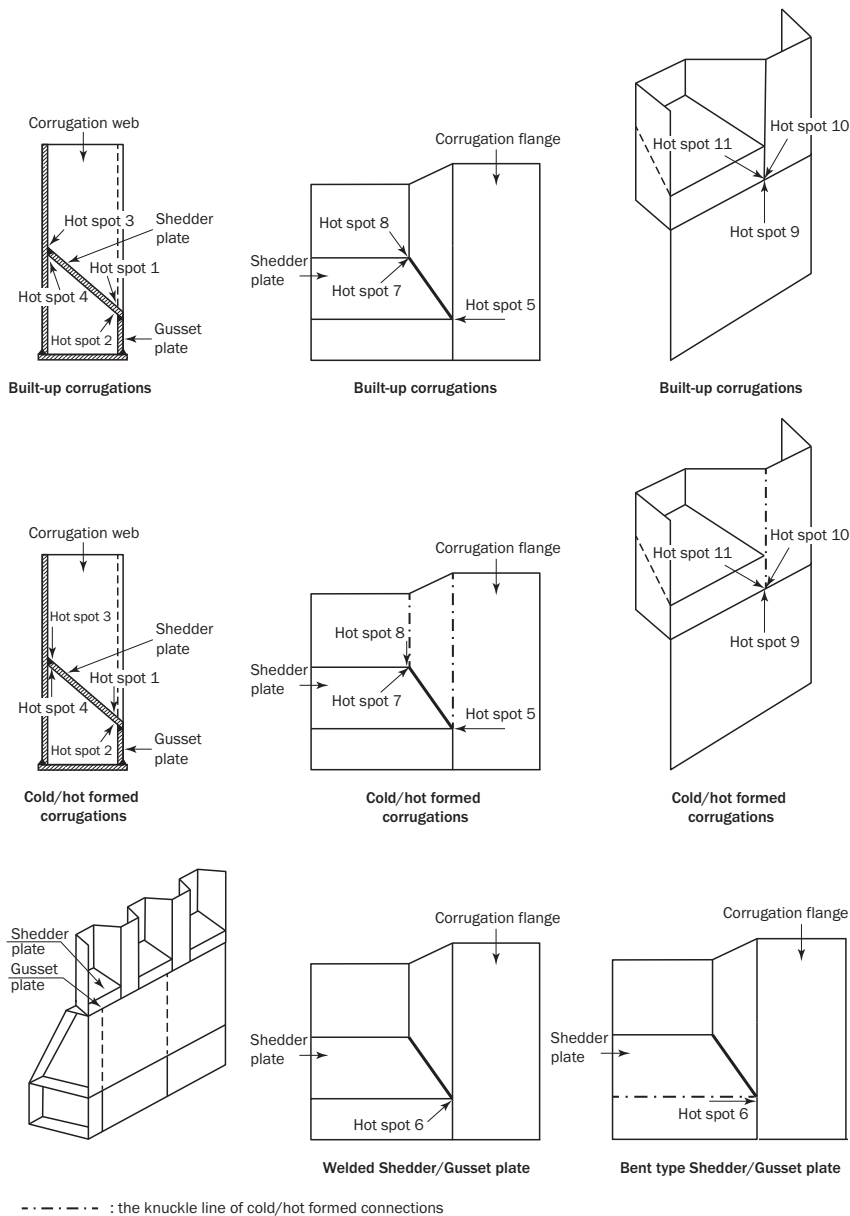 Corrugation web
Hot spot 3
Shedder
plate
Hot spot 1
Hot spot 4
Hot spot 2
Gusset
plate
Built-up corrugations
Corrugation flange
Hot spot 8
Shedder
plate
Hot spot 7
Hot spot 5
Built-up corrugations
Hot spot 10
Hot spot 11
Hot spot 9
Built-up corrugations
Corrugation web
Hot spot 3
Shedder
plate
Hot spot 1
Hot spot 4
Hot spot 2
Gusset
plate
Cold/hot formed
corrugations
Corrugation flange
Hot spot 8
Shedder
plate
Hot spot 7
Hot spot 5
Cold/hot formed
corrugations
Hot spot 10
Hot spot 11
Hot spot 9
Cold/hot formed
corrugations
Shedder
plate
Gusset
plate
Corrugation flange
Shedder
plate
Hot spot 6
Welded Shedder/Gusset plate
Corrugation flange
Shedder
plate
Hot spot 6
Bent type Shedder/Gusset plate
: the knuckle line of cold/hot formed connections